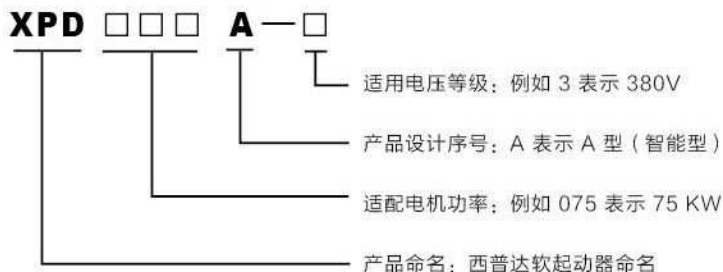 XPD □□□ A—□
适用电压等级：例如 3 表示 380V
产品设计序号：A 表示 A 型（智能型）
适配电机功率：例如 075 表示 75 KW
产品命名：西普达软起动器命名